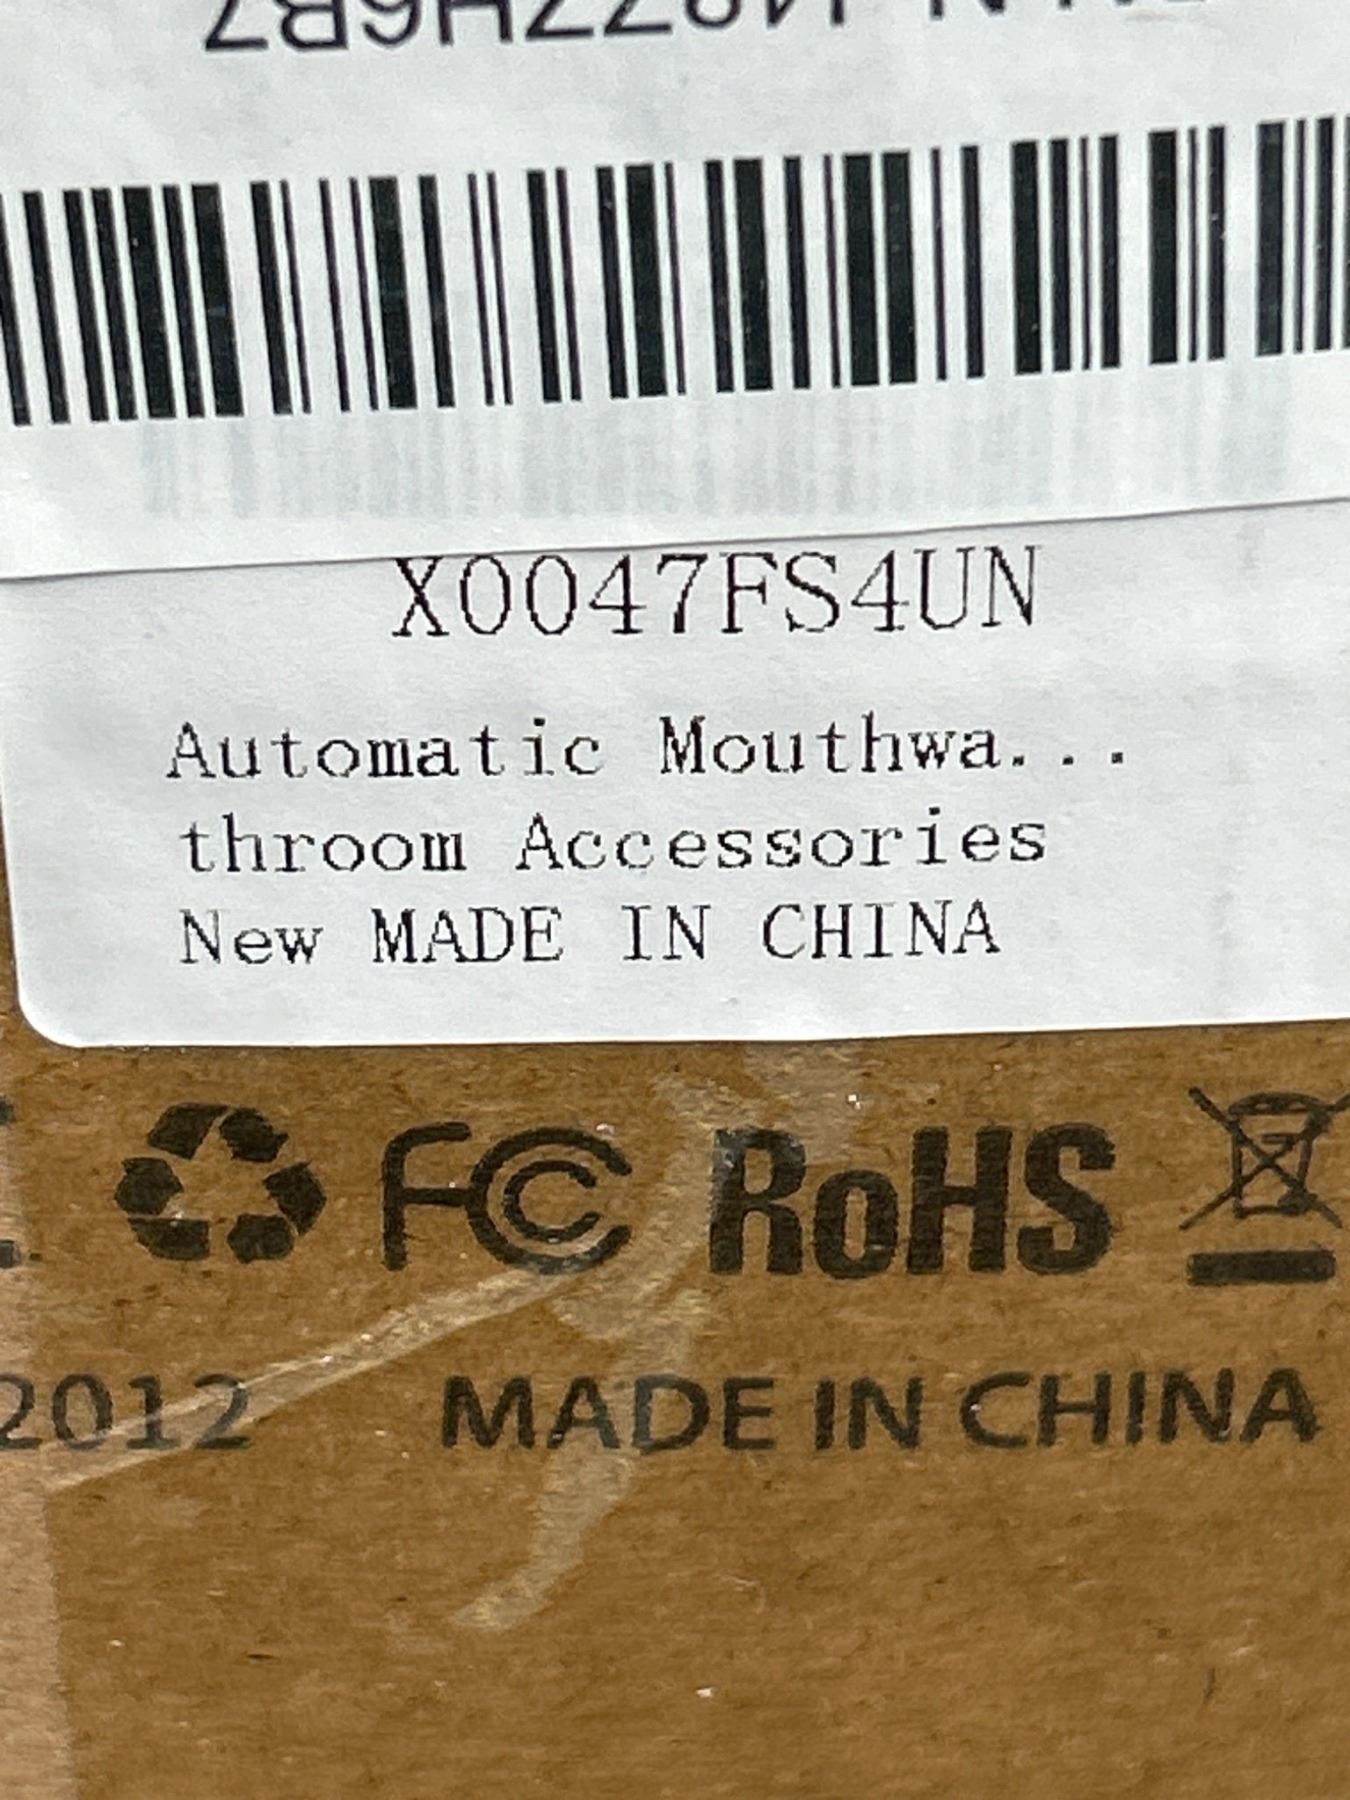 X0047FS4UN
Automatic Mouthwa...
throom Accessories
New MADE IN CHINA
FC RoHS
2012 MADE IN CHINA